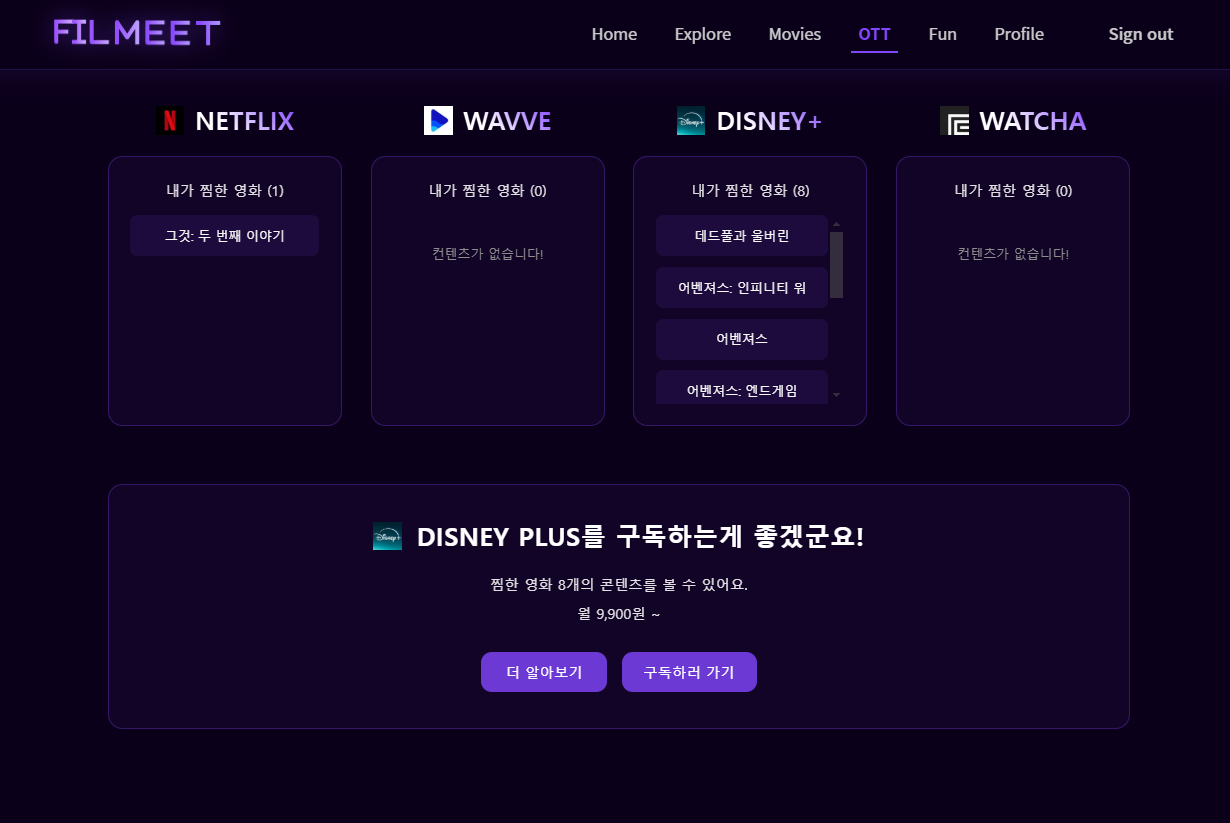 FILMEET
Home Explore Movies OTT Fun Profile Sign out
NETFLIX
내가 찜한 영화 (1)
그것: 두 번째 이야기
WAVVE
내가 찜한 영화 (0)
컨텐츠가 없습니다!
DISNEY+
내가 찜한 영화 (8)
데드풀과 울버린
어벤져스: 인피니티 워
어벤져스
어벤져스: 엔드게임
WATCHA
내가 찜한 영화 (0)
컨텐츠가 없습니다!
DISNEY PLUS를 구독하는게 좋겠군요!
찜한 영화 8개의 콘텐츠를 볼 수 있어요.
월 9,900원 ~
더 알아보기 구독하러 가기